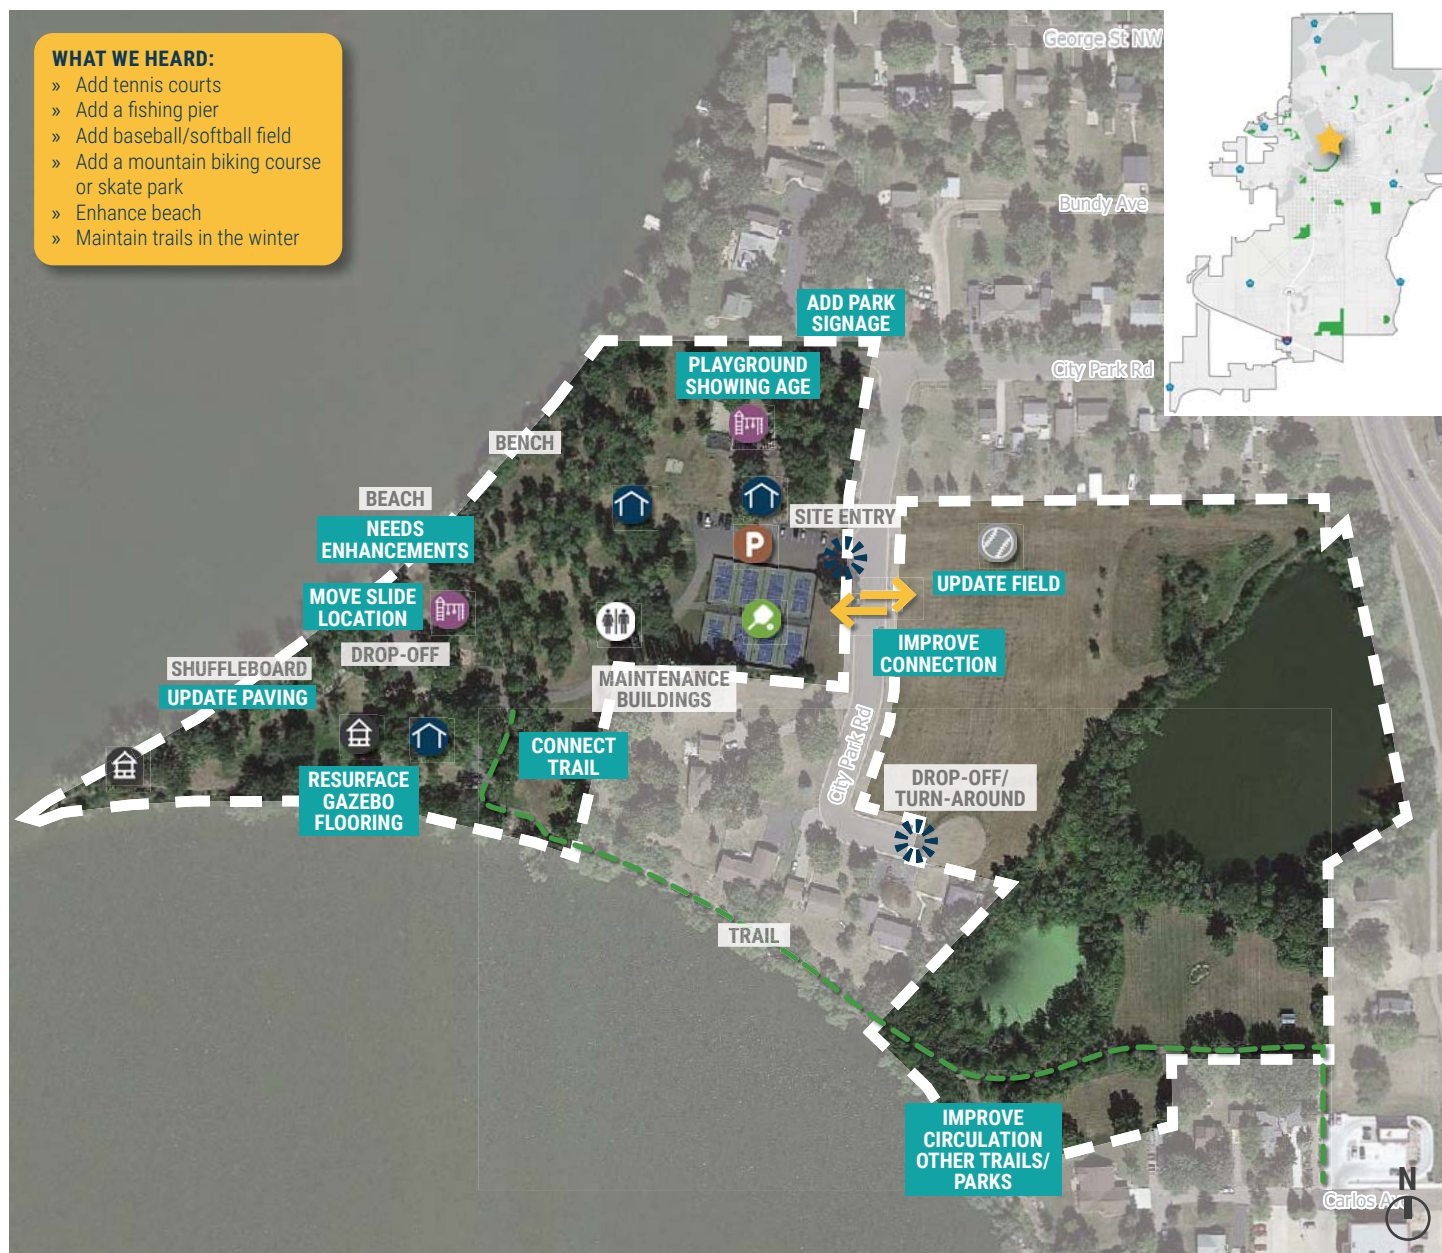 WHAT WE HEARD:
» Add tennis courts
» Add a fishing pier
» Add baseball/softball field
» Add a mountain biking course
or skate park
» Enhance beach
» Maintain trails in the winter
George St NW
Bundy Ave
City Park Rd
ADD PARK
SIGNAGE
PLAYGROUND
SHOWING AGE
BENCH
BEACH
NEEDS
ENHANCEMENTS
SITE ENTRY
P
UPDATE FIELD
MOVE SLIDE
LOCATION
DROP-OFF
IMPROVE
CONNECTION
SHUFFLEBOARD
UPDATE PAVING
MAINTENANCE
BUILDINGS
City Park Rd
CONNECT
TRAIL
RESURFACE
GAZEBO
FLOORING
DROP-OFF/
TURN-AROUND
TRAIL
IMPROVE
CIRCULATION
OTHER TRAILS/
PARKS
N
Carlos Ave